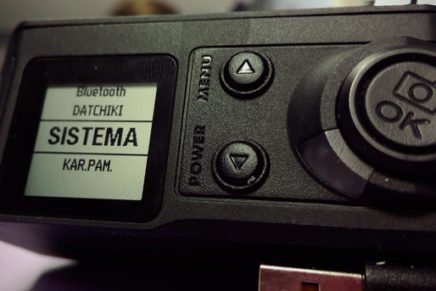 Bluetooth
DATCHIKI
SISTEMA
KAR.PAM.
MENU
POWER
OK